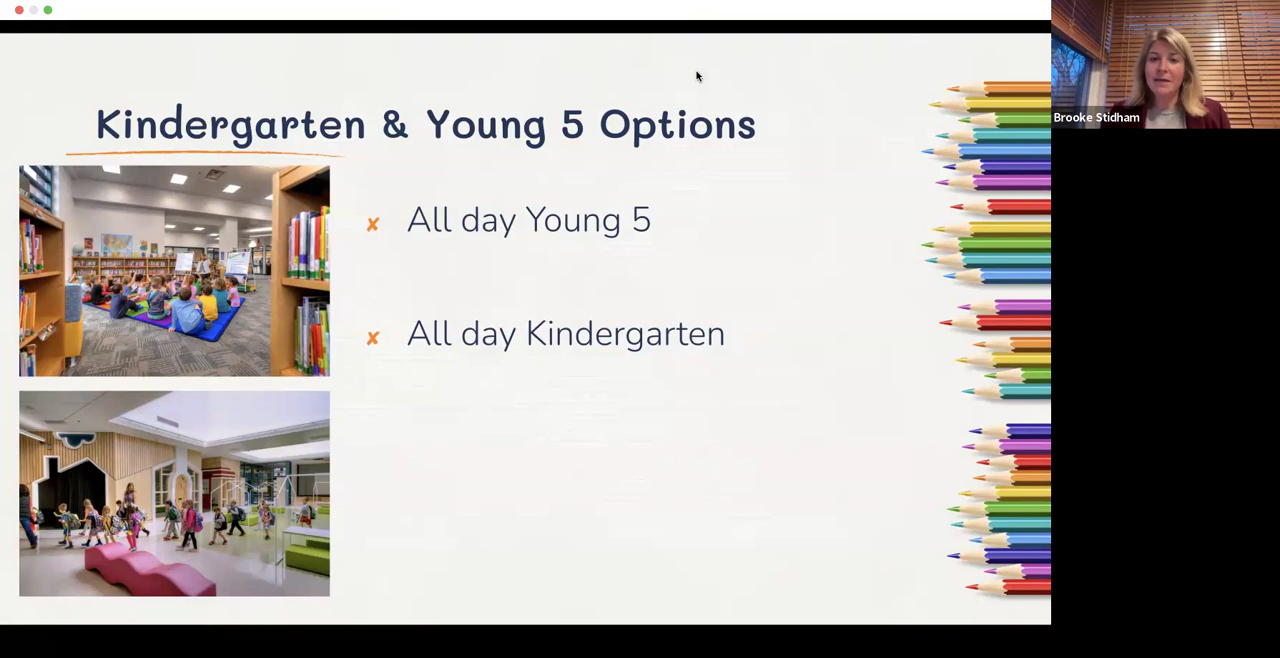 Kindergarten & Young 5 Options
✘ All day Young 5
✘ All day Kindergarten
Brooke Stidham